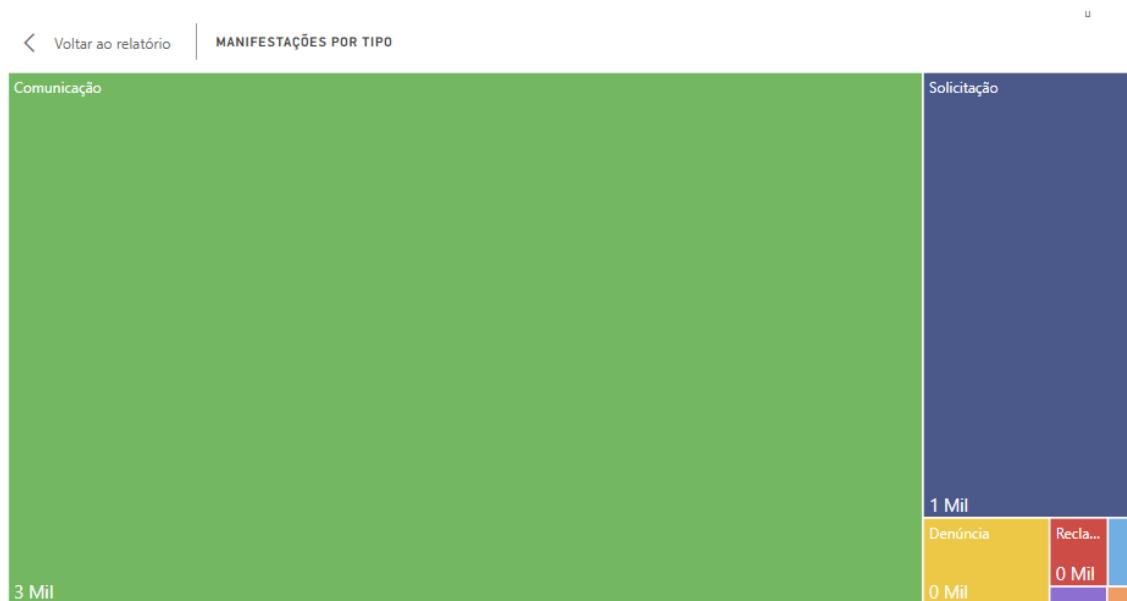 u
Voltar ao relatório
MANIFESTAÇÕES POR TIPO
Comunicação
3 Mil
Solicitação
1 Mil
Denúncia
0 Mil
Recla...
0 Mil